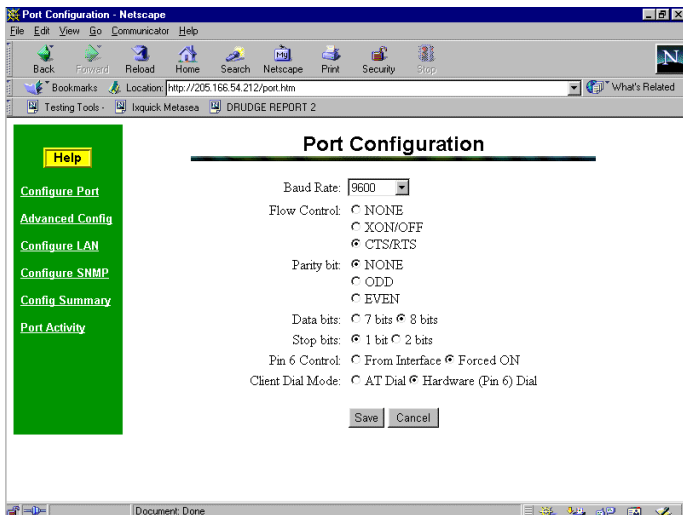 Port Configuration - Netscape
File Edit View Go Communicator Help
Back Forward Reload Home Search Netscape Print Security Stop
My
N
Bookmarks Location: http://205.166.54.212/port.htm What's Related
Testing Tools - Ixquick Metasea DRUDGE REPORT 2
Help
Configure Port
Advanced Config
Configure LAN
Configure SNMP
Config Summary
Port Activity
Port Configuration
Baud Rate: 9600
Flow Control: NONE
XON/OFF
CTS/RTS
Parity bit: NONE
ODD
EVEN
Data bits: 7 bits 8 bits
Stop bits: 1 bit 2 bits
Pin 6 Control: From Interface Forced ON
Client Dial Mode: AT Dial Hardware (Pin 6) Dial
Save Cancel
Document: Done